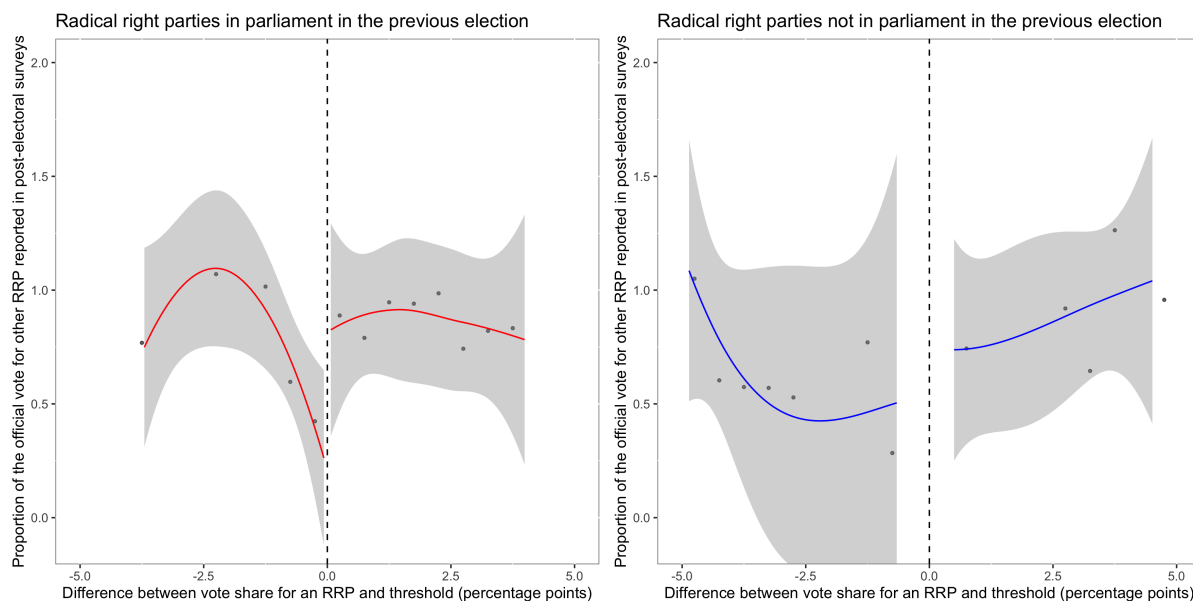 Radical right parties in parliament in the previous election
Proportion of the official vote for other RRP reported in post-electoral surveys
2.0
1.5
1.0
0.5
0.0
-5.0 -2.5 0.0 2.5 5.0
Difference between vote share for an RRP and threshold (percentage points)
Radical right parties not in parliament in the previous election
Proportion of the official vote for other RRP reported in post-electoral surveys
2.0
1.5
1.0
0.5
0.0
-5.0 -2.5 0.0 2.5 5.0
Difference between vote share for an RRP and threshold (percentage points)